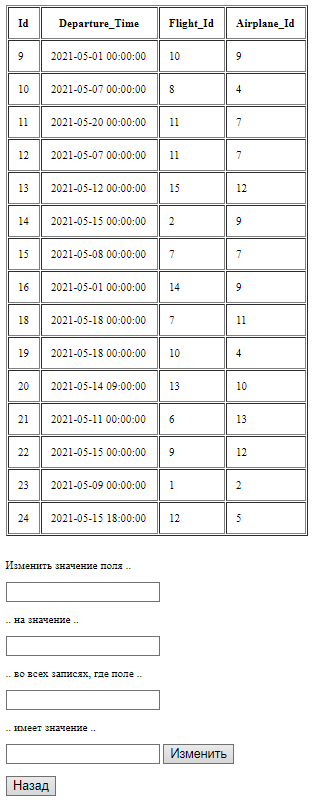 Id Departure_Time Flight_Id Airplane_Id
9 2021-05-01 00:00:00 10 9
10 2021-05-07 00:00:00 8 4
11 2021-05-20 00:00:00 11 7
12 2021-05-07 00:00:00 11 7
13 2021-05-12 00:00:00 15 12
14 2021-05-15 00:00:00 2 9
15 2021-05-08 00:00:00 7 7
16 2021-05-01 00:00:00 14 9
18 2021-05-18 00:00:00 7 11
19 2021-05-18 00:00:00 10 4
20 2021-05-14 09:00:00 13 10
21 2021-05-11 00:00:00 6 13
22 2021-05-15 00:00:00 9 12
23 2021-05-09 00:00:00 1 2
24 2021-05-15 18:00:00 12 5
Изменить значение поля ..
.. на значение ..
.. во всех записях, где поле ..
.. имеет значение ..
Изменить
Назад